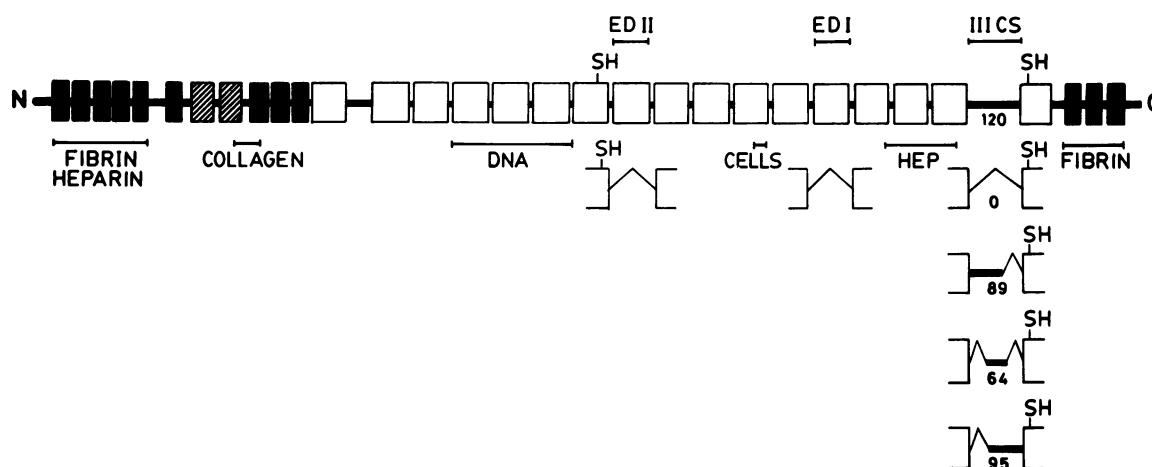 ED II ED I III CS
SH SH
N
120
FIBRIN COLLAGEN DNA SH CELLS HEP SH FIBRIN
HEPARIN
0
SH
89
SH
64
SH
95